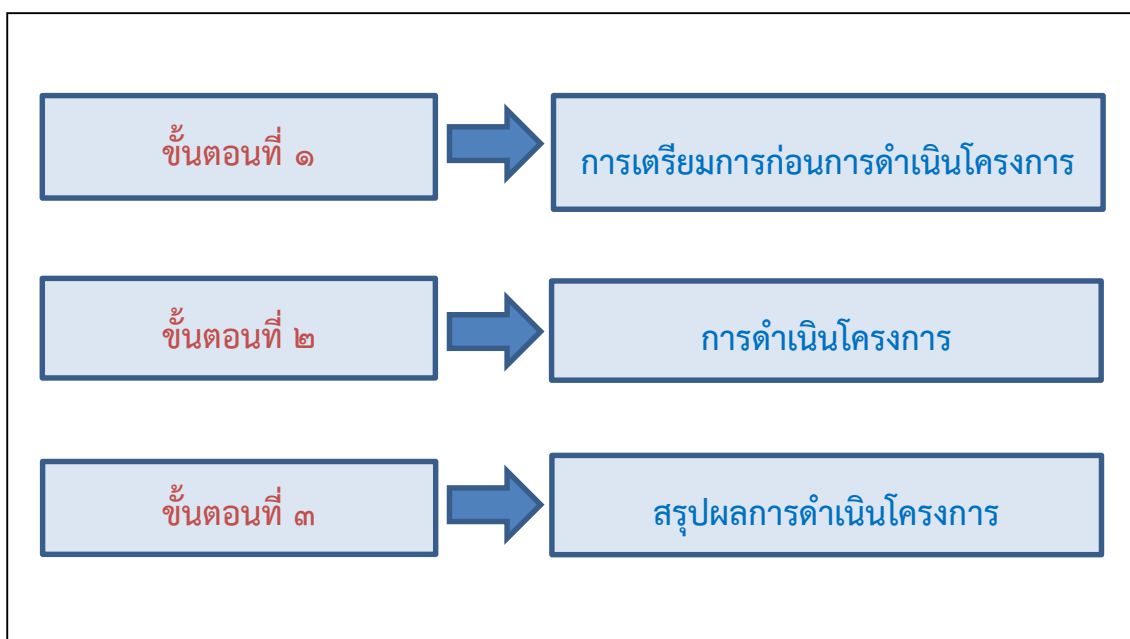 ขั้นตอนที่ ๑
การเตรียมการก่อนการดำเนินโครงการ
ขั้นตอนที่ ๒
การดำเนินโครงการ
ขั้นตอนที่ ๓
สรุปผลการดำเนินโครงการ